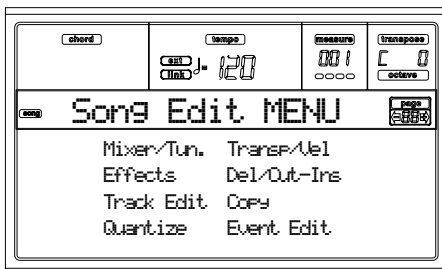 chord tempo measure transpose
ext
link ♩= 120 001 C 0
octave
song Song Edit MENU page
Mixer/Tun. Transp/Vel
Effects Del/Cut-Ins
Track Edit Copy
Quantize Event Edit